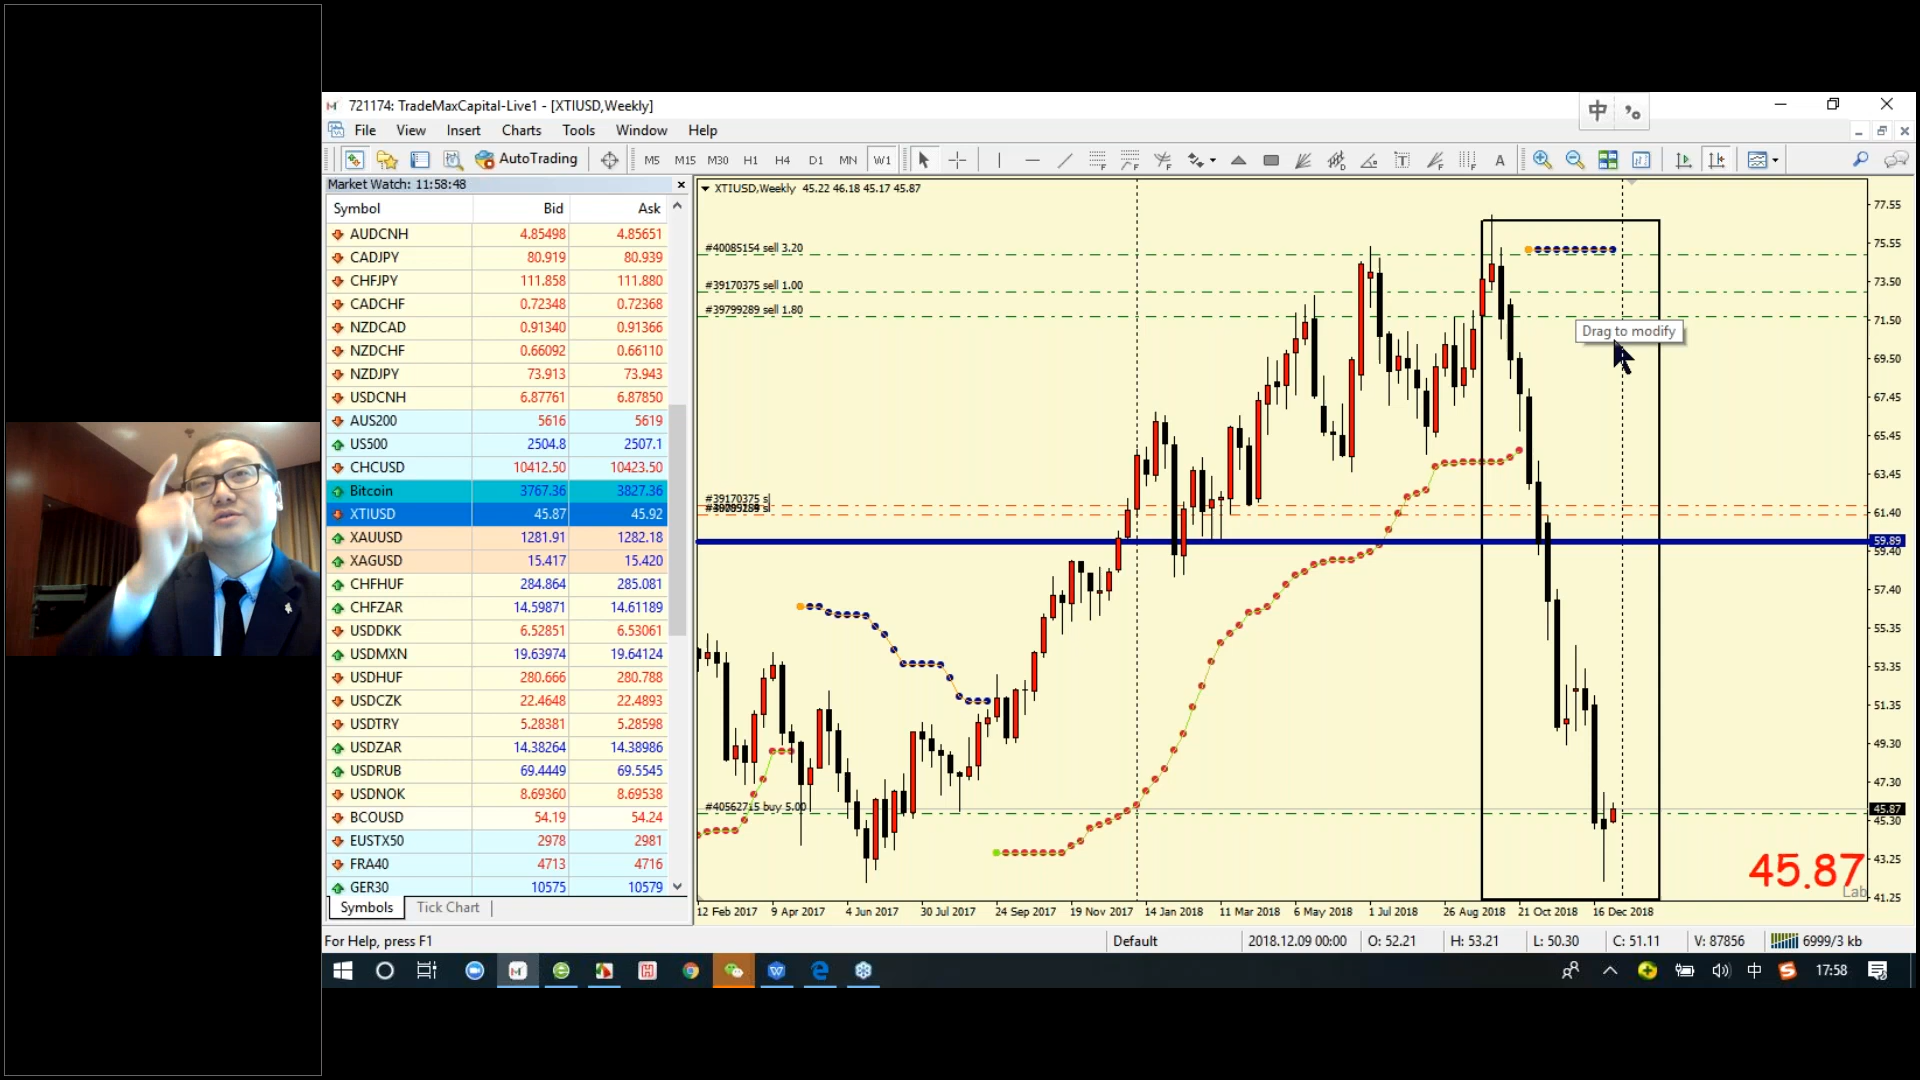 721174: TradeMaxCapital-Live1 - [XTIUSD,Weekly]
中
File View Insert Charts Tools Window Help
AutoTrading M5 M15 M30 H1 H4 D1 MN W1 A
Market Watch: 11:58:48
Symbol Bid Ask
AUDCNH 4.85498 4.85651
CADJPY 80.919 80.939
CHFJPY 111.858 111.880
CADCHF 0.72348 0.72368
NZDCAD 0.91340 0.91366
NZDCHF 0.66092 0.66110
NZDJPY 73.913 73.943
USDCNH 6.87761 6.87850
AUS200 5616 5619
US500 2504.8 2507.1
CHCUSD 10412.50 10423.50
Bitcoin 3767.36 3827.36
XTIUSD 45.87 45.92
XAUUSD 1281.91 1282.18
XAGUSD 15.417 15.420
CHFHUF 284.864 285.081
CHFZAR 14.59871 14.61189
USDDKK 6.52851 6.53061
USDMXN 19.63974 19.64124
USDHUF 280.666 280.788
USDCZK 22.4648 22.4893
USDTRY 5.28381 5.28598
USDZAR 14.38264 14.38986
USDRUB 69.4449 69.5545
USDNOK 8.69360 8.69538
BCOUSD 54.19 54.24
EUSTX50 2978 2981
FRA40 4713 4716
GER30 10575 10579
Symbols Tick Chart
XTIUSD,Weekly 45.22 46.18 45.17 45.87
#40085154 sell 3.20
#39170375 sell 1.00
#39799289 sell 1.80
Drag to modify
#39170375 sl
#40562715 buy 5.00
77.55
75.55
73.50
71.50
69.50
67.45
65.45
63.45
61.40
59.89
59.40
57.40
55.35
53.35
51.35
49.30
47.30
45.87
45.30
43.25
41.25
45.87
Lab
12 Feb 2017 9 Apr 2017 4 Jun 2017 30 Jul 2017 24 Sep 2017 19 Nov 2017 14 Jan 2018 11 Mar 2018 6 May 2018 1 Jul 2018 26 Aug 2018 21 Oct 2018 16 Dec 2018
For Help, press F1 Default 2018.12.09 00:00 O: 52.21 H: 53.21 L: 50.30 C: 51.11 V: 87856 6999/3 kb
中 17:58